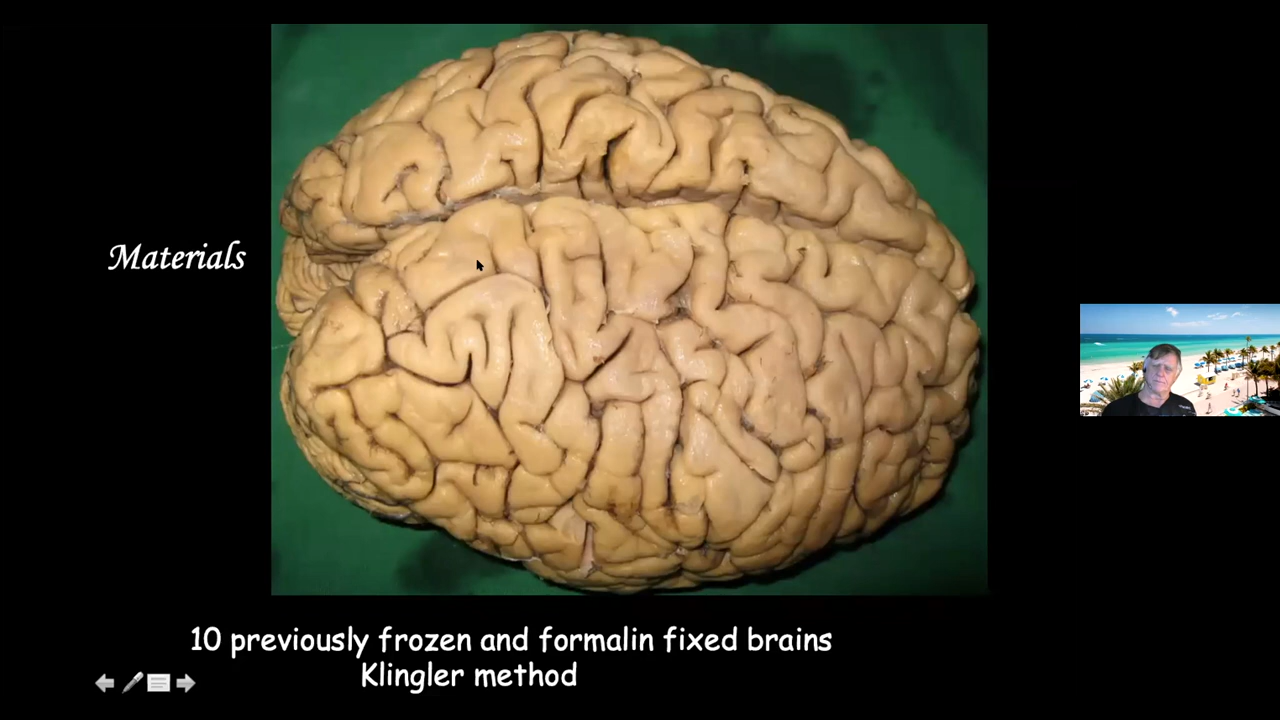 Materials
10 previously frozen and formalin fixed brains
Klingler method